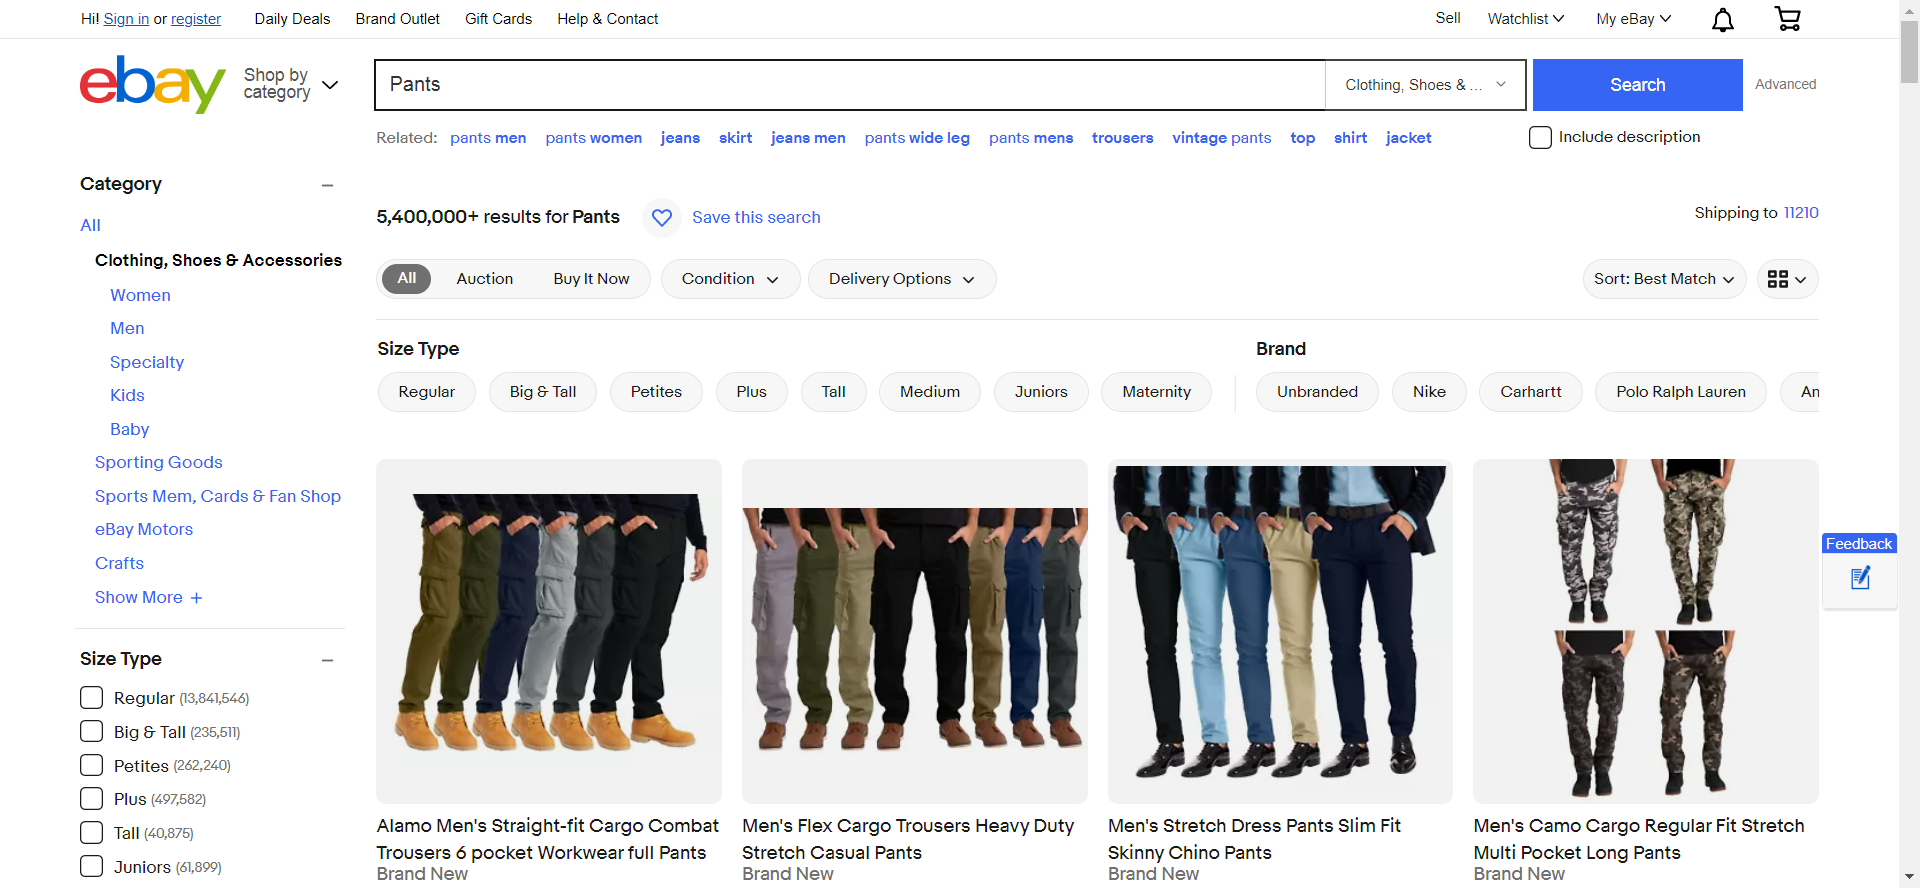 Hi! Sign in or register Daily Deals Brand Outlet Gift Cards Help & Contact Sell Watchlist My eBay
ebay
Shop by category
Pants
Clothing, Shoes & ...
Search
Advanced
Related: pants men pants women jeans skirt jeans men pants wide leg pants mens trousers vintage pants top shirt jacket
Include description
Category
All
Clothing, Shoes & Accessories
Women
Men
Specialty
Kids
Baby
Sporting Goods
Sports Mem, Cards & Fan Shop
eBay Motors
Crafts
Show More
Size Type
Regular (13,841,546)
Big & Tall (235,511)
Petites (262,240)
Plus (497,582)
Tall (40,875)
Juniors (61,899)
5,400,000+ results for Pants
Save this search
Shipping to 11210
All Auction Buy It Now Condition Delivery Options
Sort: Best Match
Size Type
Regular Big & Tall Petites Plus Tall Medium Juniors Maternity
Brand
Unbranded Nike Carhartt Polo Ralph Lauren An
Alamo Men's Straight-fit Cargo Combat
Trousers 6 pocket Workwear full Pants
Brand New
Men's Flex Cargo Trousers Heavy Duty
Stretch Casual Pants
Brand New
Men's Stretch Dress Pants Slim Fit
Skinny Chino Pants
Brand New
Men's Camo Cargo Regular Fit Stretch
Multi Pocket Long Pants
Brand New
Feedback